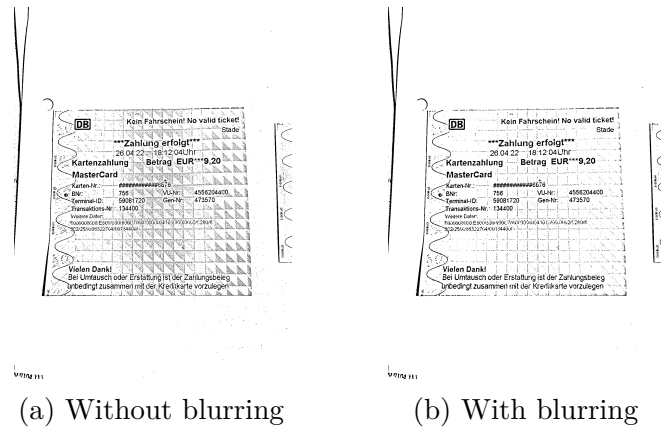 DB
Kein Fahrschein! No valid ticket!
Stade
***Zahlung erfolgt***
26.04.22 18:12:04Uhr
Kartenzahlung Betrag EUR***9,20
MasterCard
Karten-Nr.: ############6676
BNr: 756 VU-Nr: 4556204400
Terminal-ID: 59081720 Gen-Nr: 473570
Transaktions-Nr.: 134400
Weitere Daten:
Vielen Dank!
Bei Umtausch oder Erstattung ist der Zahlungsbeleg
unbedingt zusammen mit der Kreditkarte vorzulegen
(a) Without blurring
DB
Kein Fahrschein! No valid ticket!
Stade
***Zahlung erfolgt***
26.04.22 18:12:04Uhr
Kartenzahlung Betrag EUR***9,20
MasterCard
Karten-Nr.: ############6676
BNr: 756 VU-Nr: 4556204400
Terminal-ID: 59081720 Gen-Nr: 473570
Transaktions-Nr.: 134400
Weitere Daten:
Vielen Dank!
Bei Umtausch oder Erstattung ist der Zahlungsbeleg
unbedingt zusammen mit der Kreditkarte vorzulegen
(b) With blurring